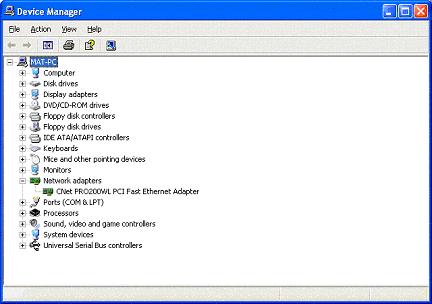 Device Manager
File Action View Help
MAT-PC
Computer
Disk drives
Display adapters
DVD/CD-ROM drives
Floppy disk controllers
Floppy disk drives
IDE ATA/ATAPI controllers
Keyboards
Mice and other pointing devices
Monitors
Network adapters
CNet PRO200WL PCI Fast Ethernet Adapter
Ports (COM & LPT)
Processors
Sound, video and game controllers
System devices
Universal Serial Bus controllers